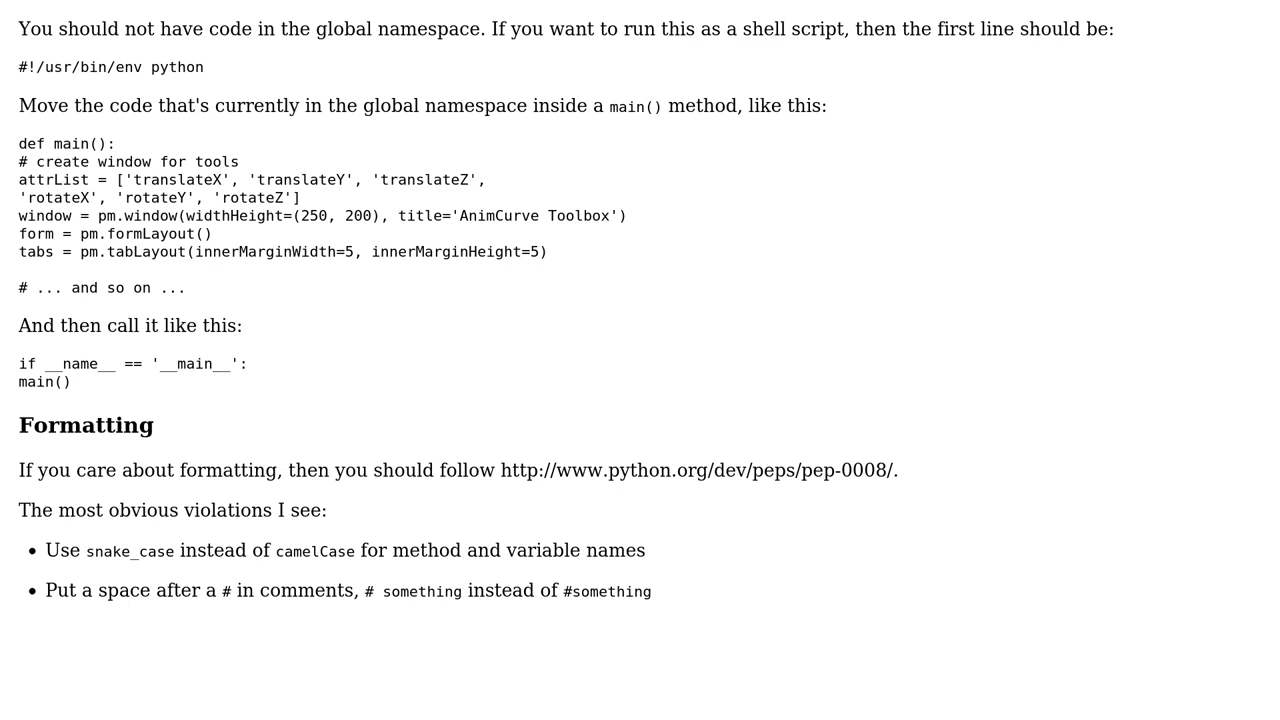 You should not have code in the global namespace. If you want to run this as a shell script, then the first line should be:
#!/usr/bin/env python
Move the code that's currently in the global namespace inside a main() method, like this:
def main():
# create window for tools
attrList = ['translateX', 'translateY', 'translateZ',
'rotateX', 'rotateY', 'rotateZ']
window = pm.window(widthHeight=(250, 200), title='AnimCurve Toolbox')
form = pm.formLayout()
tabs = pm.tabLayout(innerMarginWidth=5, innerMarginHeight=5)
# ... and so on ...
And then call it like this:
if __name__ == '__main__':
main()
Formatting
If you care about formatting, then you should follow http://www.python.org/dev/peps/pep-0008/.
The most obvious violations I see:
• Use snake_case instead of camelCase for method and variable names
• Put a space after a # in comments, # something instead of #something